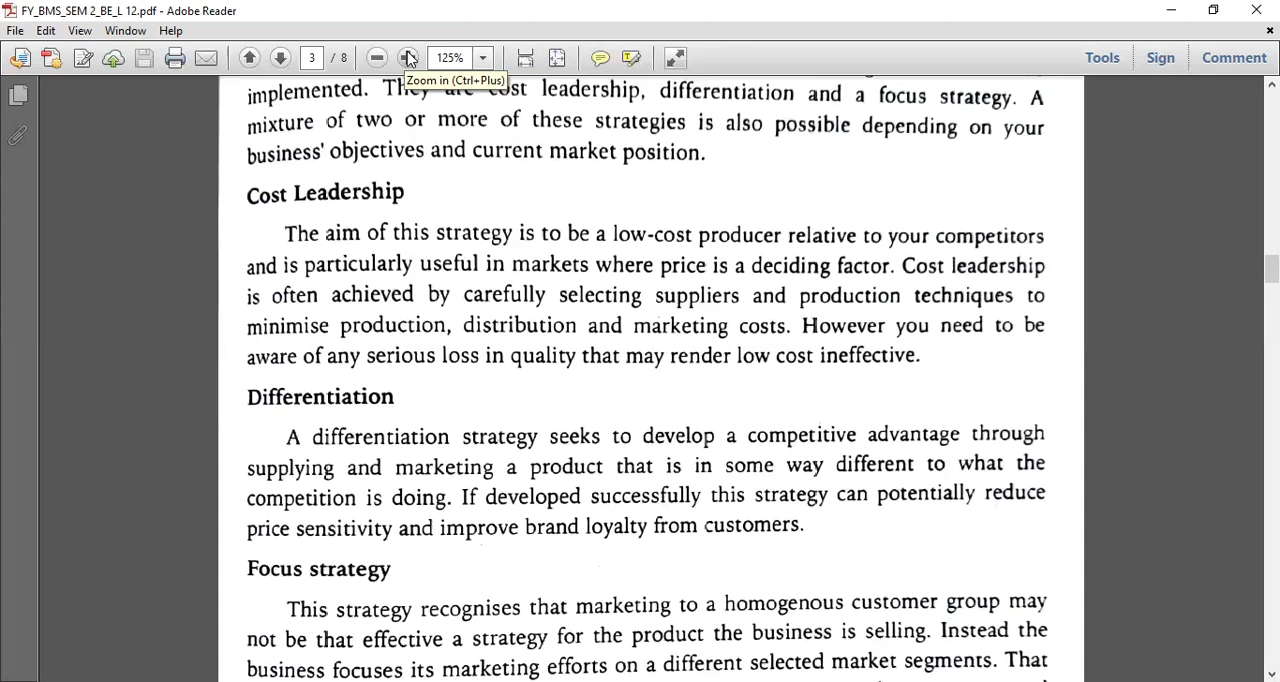 FY_BMS_SEM 2_BE_L 12.pdf - Adobe Reader
File Edit View Window Help
3 / 8 125% Tools Sign Comment
Zoom in (Ctrl+Plus)
implemented. They are cost leadership, differentiation and a focus strategy. A
mixture of two or more of these strategies is also possible depending on your
business' objectives and current market position.
Cost Leadership
The aim of this strategy is to be a low-cost producer relative to your competitors
and is particularly useful in markets where price is a deciding factor. Cost leadership
is often achieved by carefully selecting suppliers and production techniques to
minimise production, distribution and marketing costs. However you need to be
aware of any serious loss in quality that may render low cost ineffective.
Differentiation
A differentiation strategy seeks to develop a competitive advantage through
supplying and marketing a product that is in some way different to what the
competition is doing. If developed successfully this strategy can potentially reduce
price sensitivity and improve brand loyalty from customers.
Focus strategy
This strategy recognises that marketing to a homogenous customer group may
not be that effective a strategy for the product the business is selling. Instead the
business focuses its marketing efforts on a different selected market segments. That